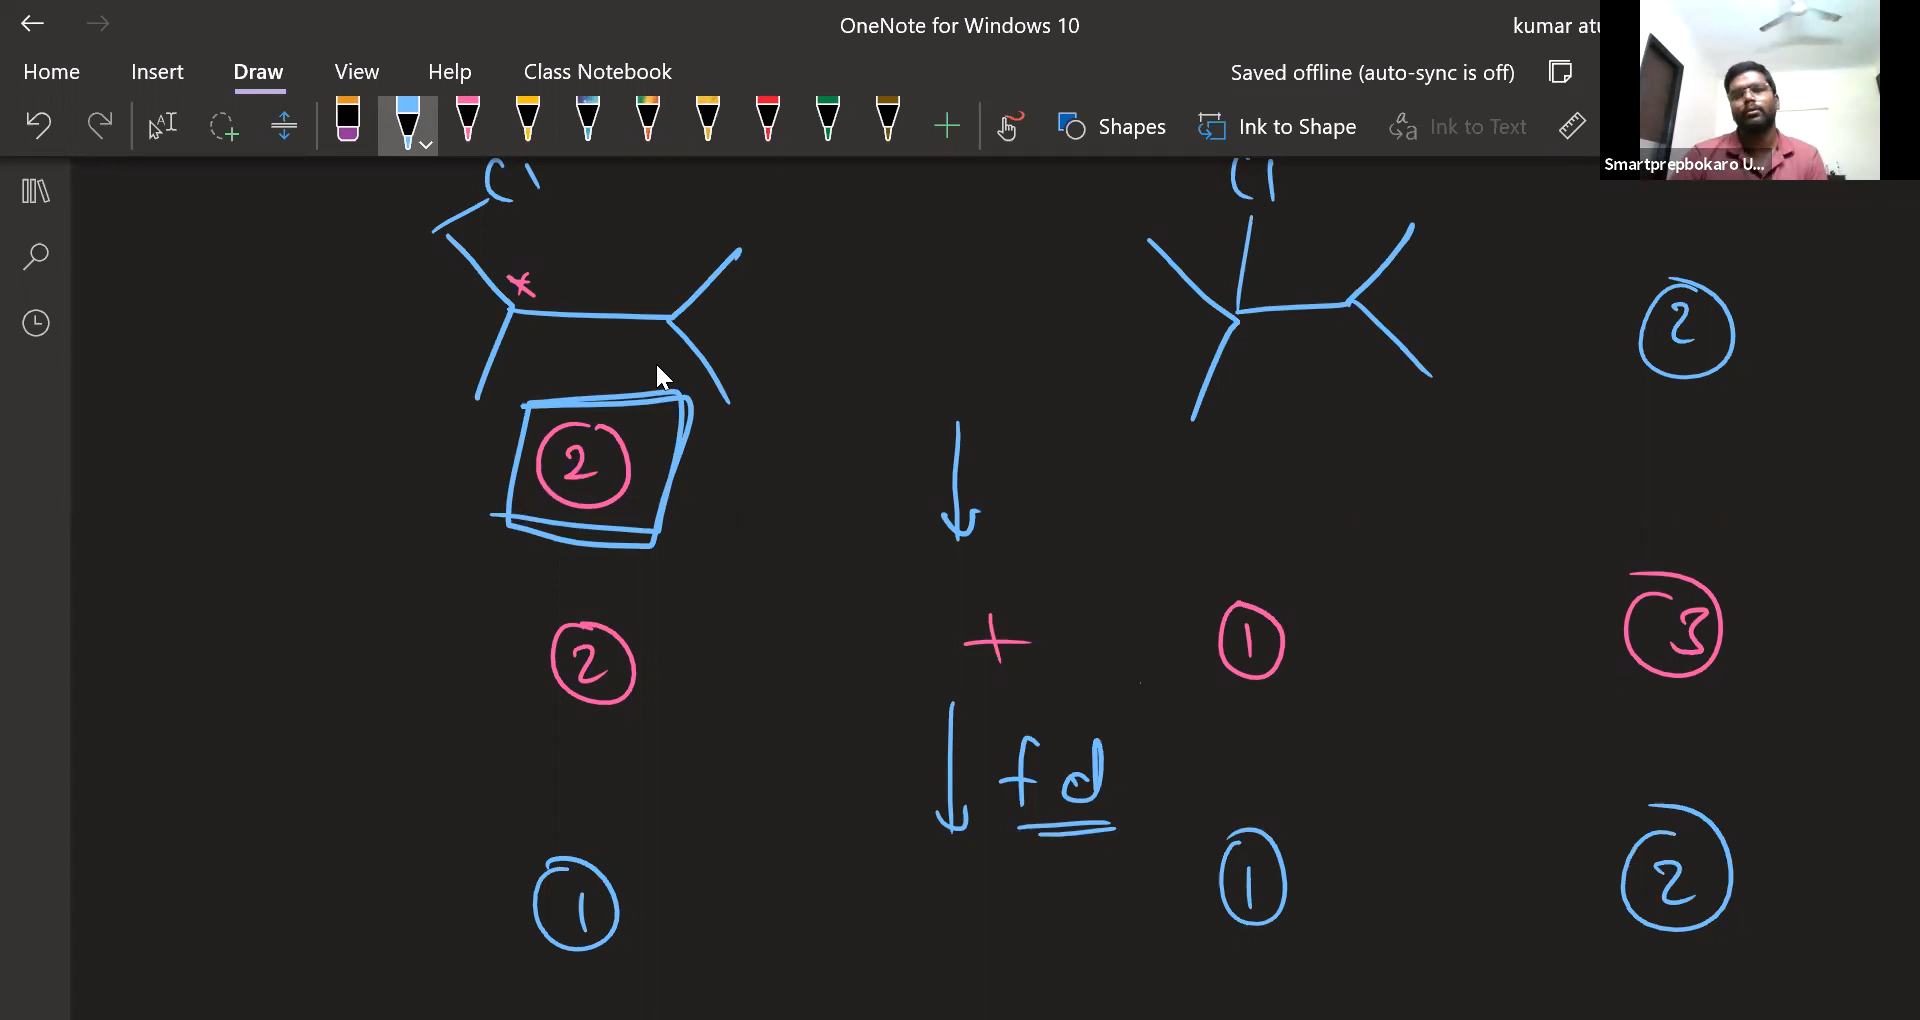 OneNote for Windows 10
kumar atu
Home Insert Draw View Help Class Notebook
Saved offline (auto-sync is off)
Shapes Ink to Shape Ink to Text
Smartprepbokaro U...
Cl Cl
2
2
2 + 1 3
fd
1 1 2